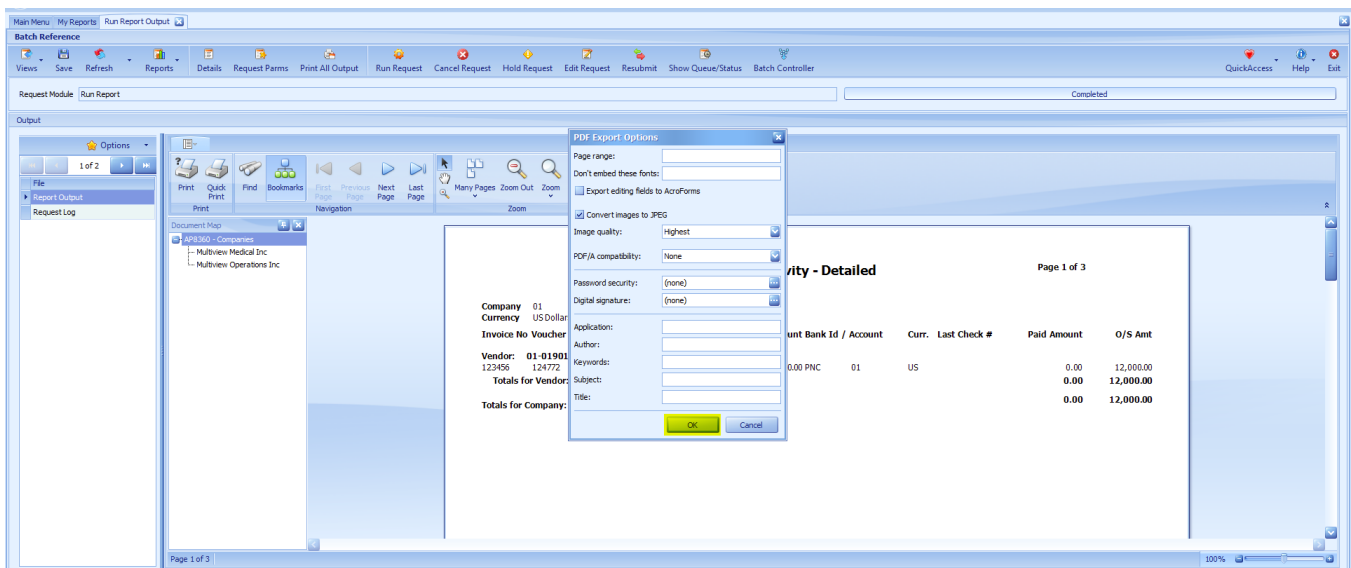 Main Menu My Reports Run Report Output
Batch Reference
Views Save Refresh Reports Details Request Parms Print All Output Run Request Cancel Request Hold Request Edit Request Resubmit Show Queue/Status Batch Controller QuickAccess Help Exit
Request Module Run Report Completed
Output
Options
1 of 2
File
Report Output
Request Log
Print Quick Print Find Bookmarks First Page Previous Page Next Page Last Page Many Pages Zoom Out Zoom
Print Navigation Zoom
Document Map
AP8360 - Companies
Multiview Medical Inc
Multiview Operations Inc
PDF Export Options
Page range:
Don't embed these fonts:
Export editing fields to AcroForms
Convert images to JPEG
Image quality: Highest
PDF/A compatibility: None
Password security: (none)
Digital signature: (none)
Application:
Author:
Keywords:
Subject:
Title:
OK Cancel
vity - Detailed Page 1 of 3
Company 01
Currency US Dollar
Invoice No Voucher unt Bank Id / Account Curr. Last Check # Paid Amount O/S Amt
Vendor: 01-01901
123456 124772 0.00 PNC 01 US 0.00 12,000.00
Totals for Vendor: 0.00 12,000.00
Totals for Company: 0.00 12,000.00
Page 1 of 3 100%